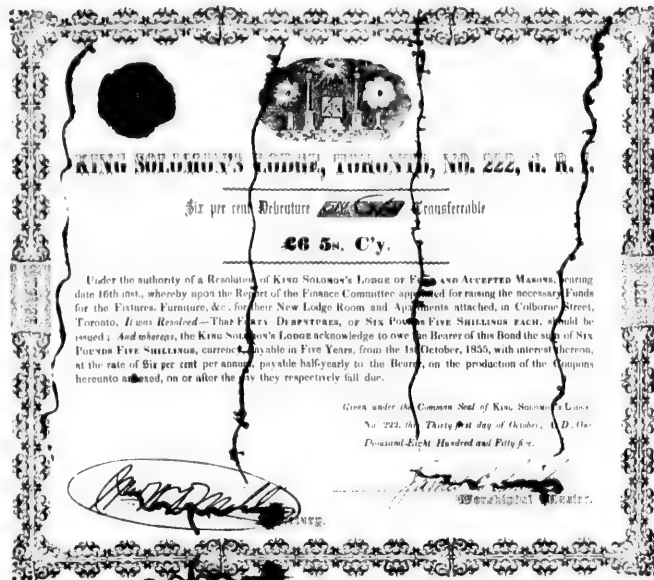 KING SOLOMON'S LODGE, TORONTO, NO. 222, G. R. I.
Six per cent Debenture Transferrable
£6 5s. C'y.
Under the authority of a Resolution of KING SOLOMON'S LODGE OF FREE AND ACCEPTED MASONS, bearing
date 16th inst., whereby upon the Report of the Finance Committee appointed for raising the necessary Funds
for the Fixtures, Furniture, &c., for their New Lodge Room and Apartments attached, in Colborne Street,
Toronto, It was Resolved—That FORTY DEBENTURES, OF SIX POUNDS FIVE SHILLINGS EACH, should be
issued; And whereas, the KING SOLOMON'S LODGE acknowledge to owe the Bearer of this Bond the sum of SIX
POUNDS FIVE SHILLINGS, currency, payable in Five Years, from the 1st October, 1855, with interest thereon,
at the rate of Six per cent per annum, payable half-yearly to the Bearer, on the production of the Coupons
hereunto annexed, on or after the day they respectively fall due.
Given under the Common Seal of KING SOLOMON'S LODGE
No. 222, this Thirty first day of October, A.D. One
Thousand Eight Hundred and Fifty five.
Worshipful Master.